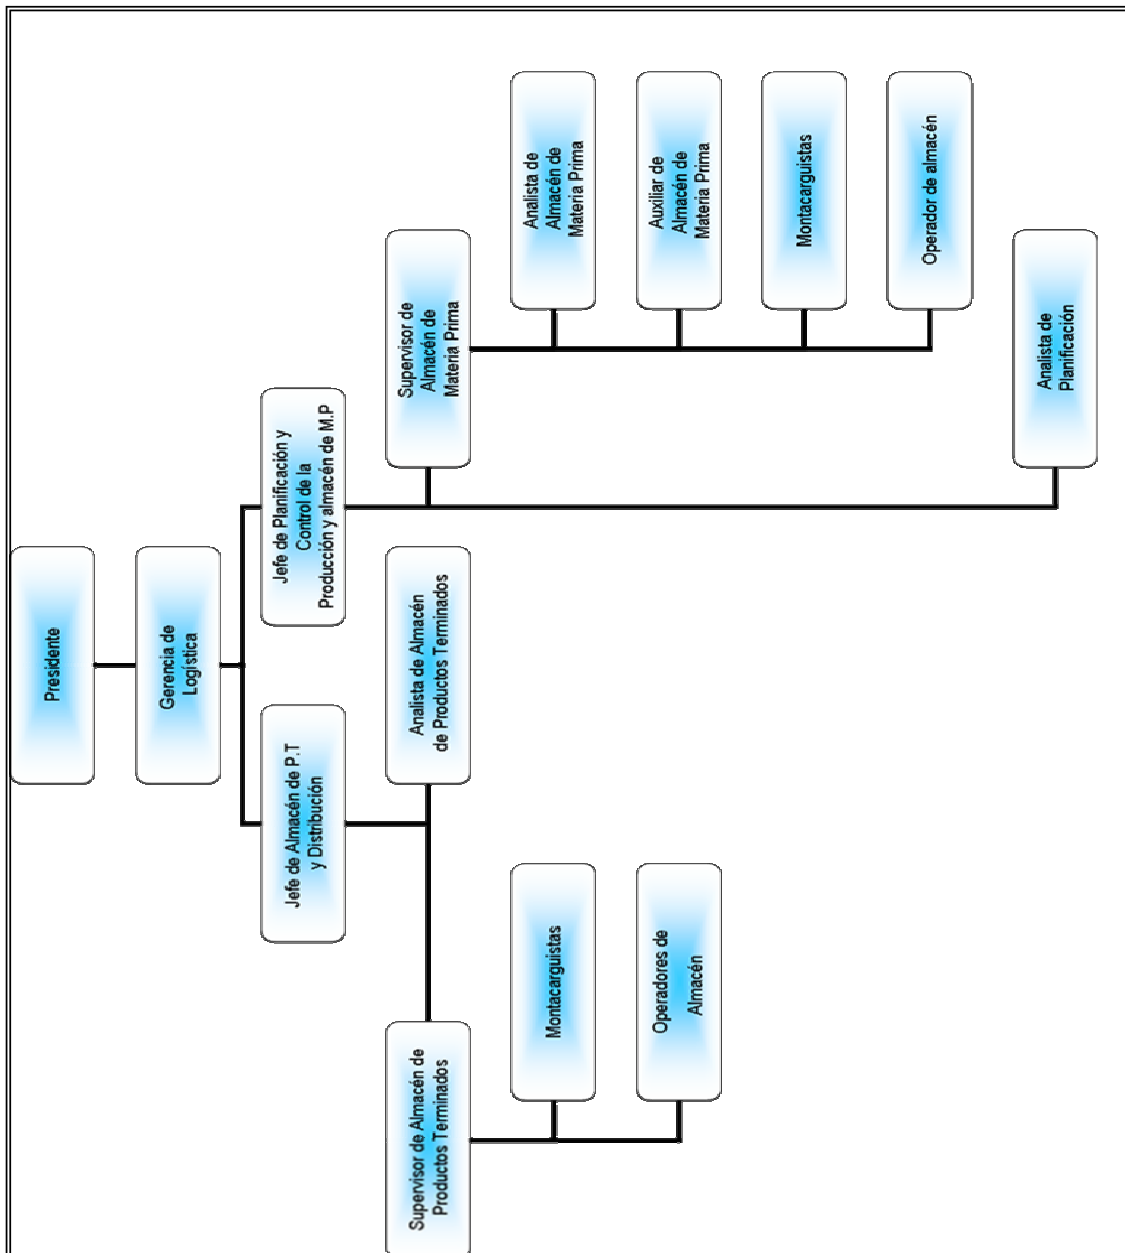 Presidente
Gerencia de
Logística
Jefe de Almacén de P.T
y Distribución
Jefe de Planificación y
Control de la
Producción y almacén de M.P
Supervisor de Almacén de
Productos Terminados
Analista de Almacén
de Productos Terminados
Supervisor de
Almacén de
Materia Prima
Montacarguistas
Operadores de
Almacén
Analista de
Almacén de
Materia Prima
Auxiliar de
Almacén de
Materia Prima
Montacarguistas
Operador de almacén
Analista de
Planificación